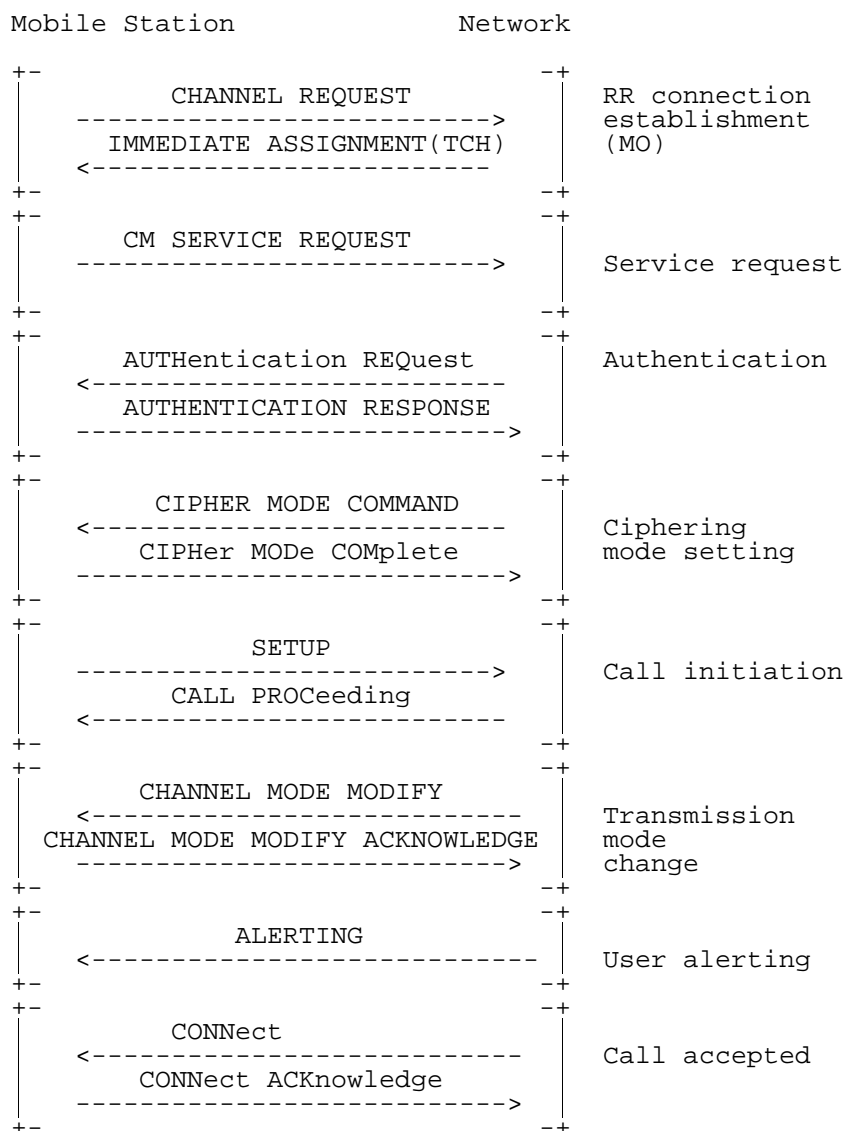 Mobile Station Network
CHANNEL REQUEST RR connection
-------------------------> establishment
IMMEDIATE ASSIGNMENT(TCH) (MO)
<-------------------------
CM SERVICE REQUEST
--------------------------> Service request
AUTHentication REQuest Authentication
<--------------------------
AUTHENTICATION RESPONSE
--------------------------->
CIPHER MODE COMMAND
<-------------------------- Ciphering
CIPHer MODe COMplete mode setting
--------------------------->
SETUP
--------------------------> Call initiation
CALL PROCeeding
<--------------------------
CHANNEL MODE MODIFY
<--------------------------- Transmission
CHANNEL MODE MODIFY ACKNOWLEDGE mode
---------------------------> change
ALERTING
<---------------------------- User alerting
CONNect
<--------------------------- Call accepted
CONNect ACKnowledge
--------------------------->